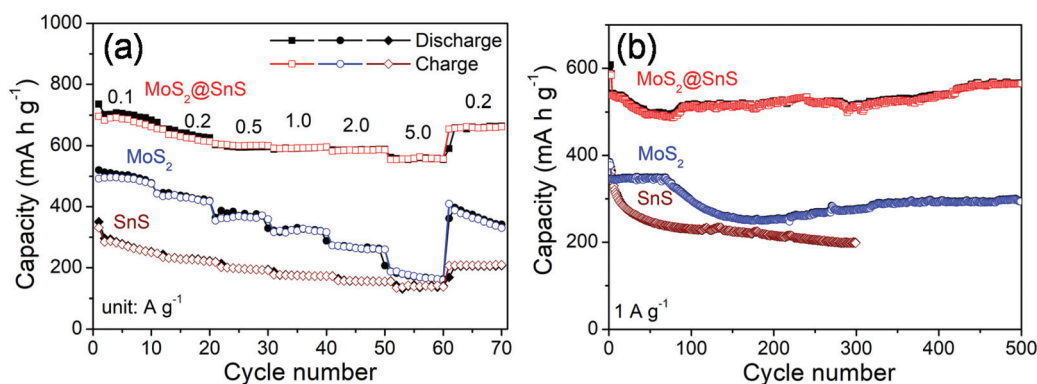 (a)
Discharge
Charge
MoS2@SnS
0.1
0.2
0.5
1.0
2.0
5.0
0.2
MoS2
SnS
unit: A g-1
Capacity (mA h g-1)
1000
800
600
400
200
0
0 10 20 30 40 50 60 70
Cycle number
(b)
MoS2@SnS
MoS2
SnS
1 A g-1
Capacity (mA h g-1)
600
400
200
0
0 100 200 300 400 500
Cycle number